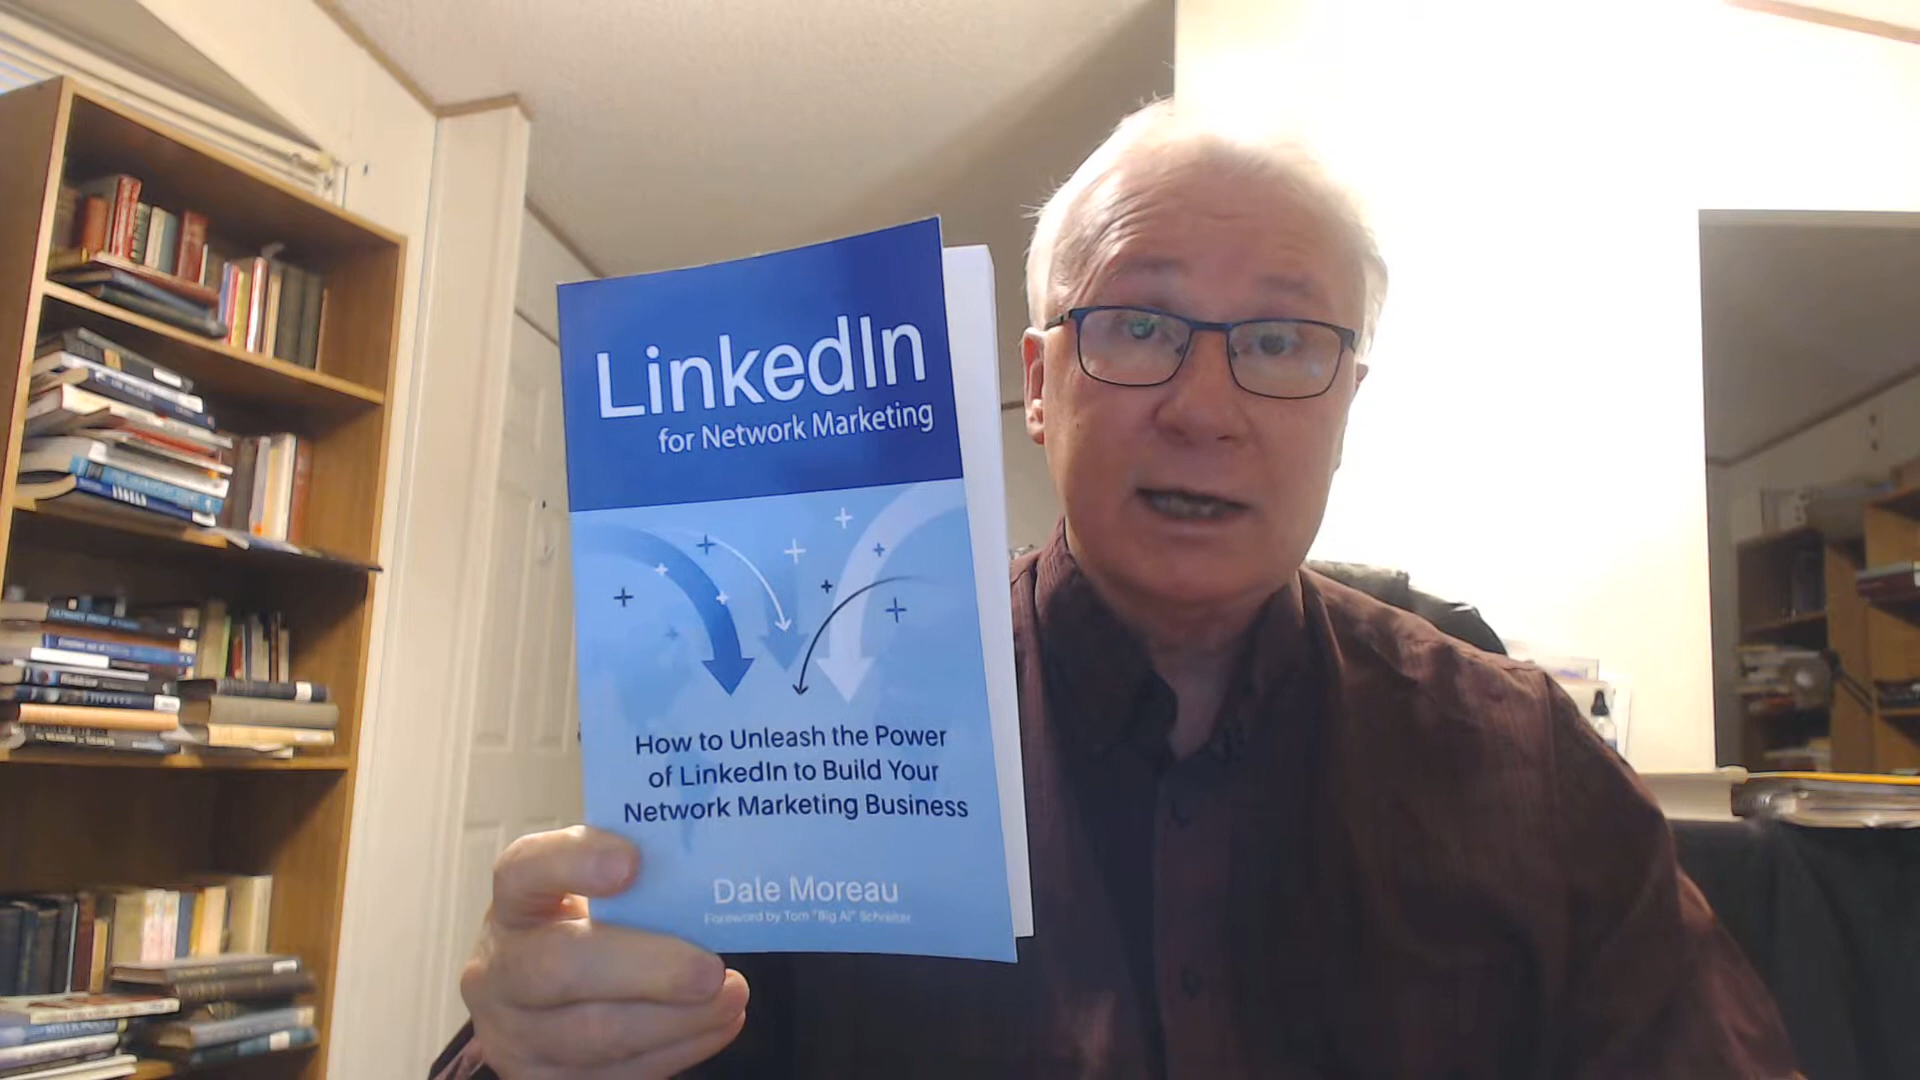 LinkedIn
for Network Marketing
How to Unleash the Power
of LinkedIn to Build Your
Network Marketing Business
Dale Moreau
Foreword by Tom "Big Al" Schreiter